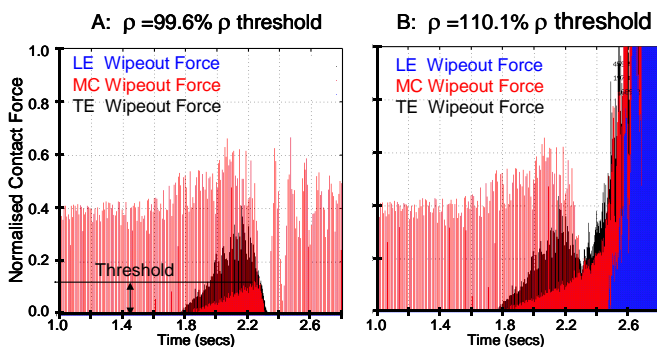 A: ρ =99.6% ρ threshold
B: ρ =110.1% ρ threshold
Normalised Contact Force
1.0
0.8
0.6
0.4
0.2
0.0
LE Wipeout Force
MC Wipeout Force
TE Wipeout Force
Threshold
1.0 1.4 1.8 2.2 2.6
Time (secs)
LE Wipeout Force
MC Wipeout Force
TE Wipeout Force
1.0 1.4 1.8 2.2 2.6
Time (secs)